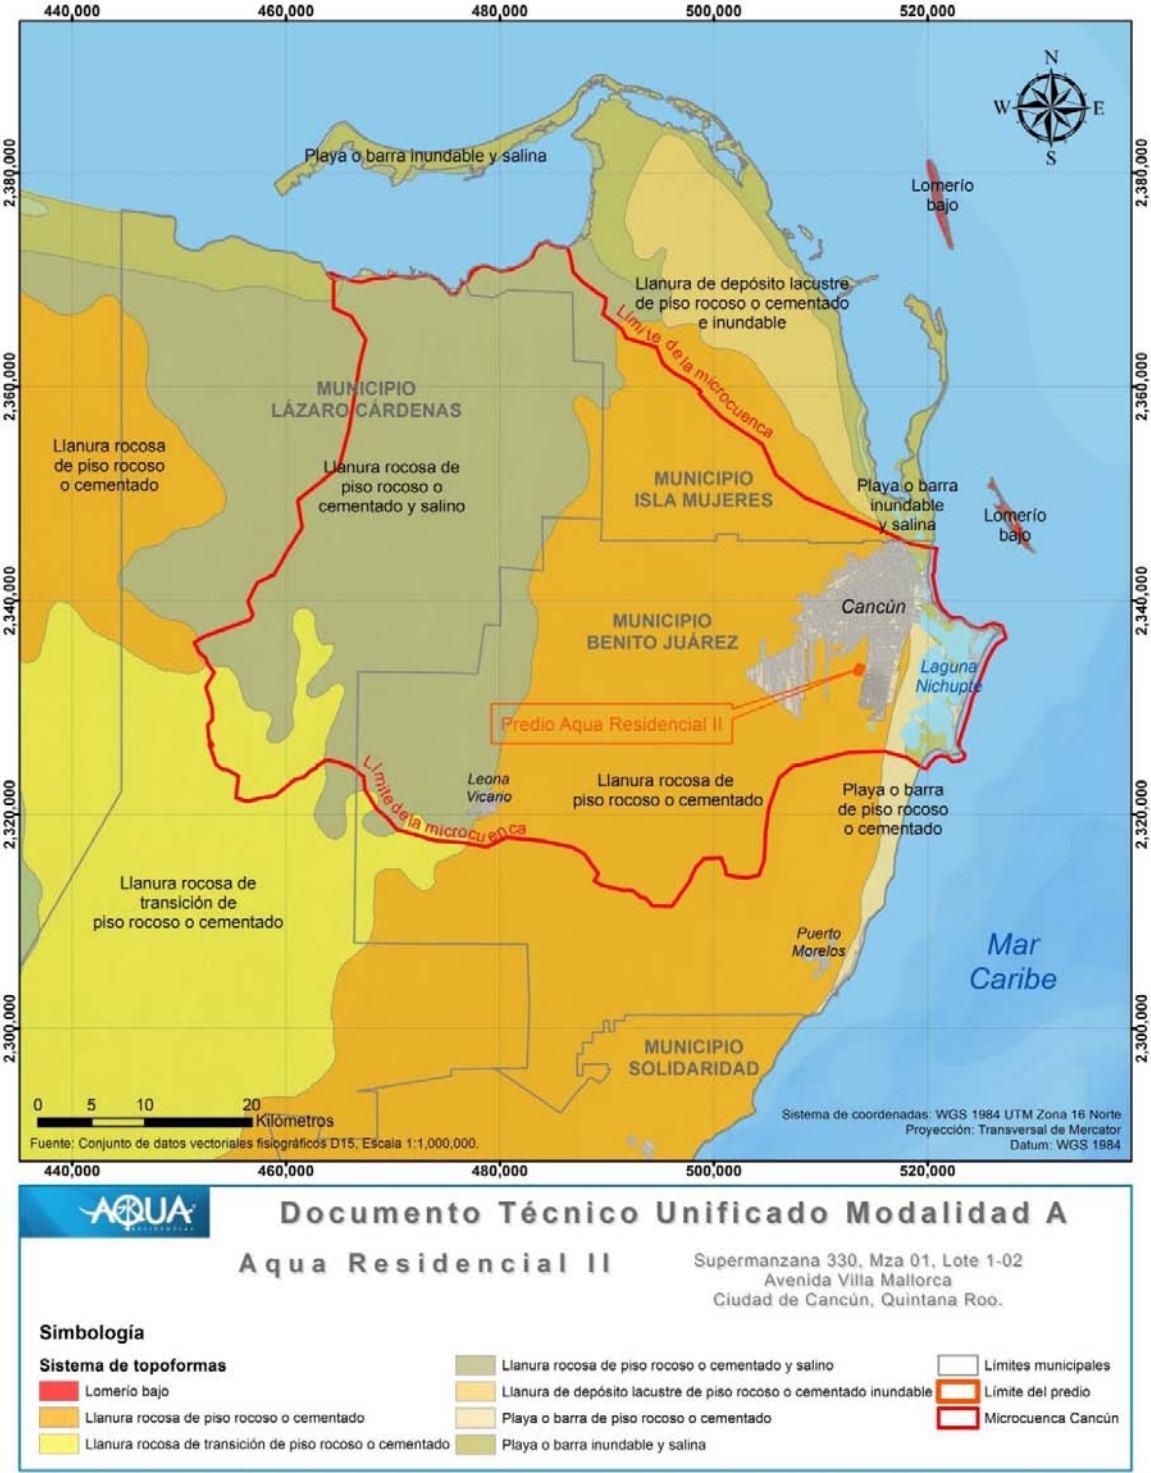 440,000
460,000
480,000
500,000
520,000
N
W
E
S
2,380,000
2,380,000
Playa o barra inundable y salina
Lomerío
bajo
Llanura de depósito lacustre
de piso rocoso o cementado
e inundable
Límite de la microcuenca
2,360,000
2,360,000
MUNICIPIO
LÁZARO CÁRDENAS
Llanura rocosa
de piso rocoso
o cementado
Llanura rocosa de
piso rocoso o
cementado y salino
MUNICIPIO
ISLA MUJERES
Playa o barra
inundable
y salina
Lomerío
bajo
2,340,000
2,340,000
Cancún
MUNICIPIO
BENITO JUÁREZ
Laguna
Nichupté
Predio Aqua Residencial II
Límite de la microcuenca
Leona
Vicario
Llanura rocosa de
piso rocoso o cementado
Playa o barra
de piso rocoso
o cementado
2,320,000
2,320,000
Llanura rocosa de
transición de
piso rocoso o cementado
Puerto
Morelos
Mar
Caribe
2,300,000
2,300,000
MUNICIPIO
SOLIDARIDAD
0 5 10 20
Kilómetros
Fuente: Conjunto de datos vectoriales fisiográficos D15, Escala 1:1,000,000.
Sistema de coordenadas: WGS 1984 UTM Zona 16 Norte
Proyección: Transversal de Mercator
Datum: WGS 1984
440,000
460,000
480,000
500,000
520,000
AQUA
RESIDENCIAL
Documento Técnico Unificado Modalidad A
Aqua Residencial II
Supermanzana 330, Mza 01, Lote 1-02
Avenida Villa Mallorca
Ciudad de Cancún, Quintana Roo.
Simbología
Sistema de topoformas
Lomerío bajo
Llanura rocosa de piso rocoso o cementado
Llanura rocosa de transición de piso rocoso o cementado
Llanura rocosa de piso rocoso o cementado y salino
Llanura de depósito lacustre de piso rocoso o cementado inundable
Playa o barra de piso rocoso o cementado
Playa o barra inundable y salina
Límites municipales
Límite del predio
Microcuenca Cancún